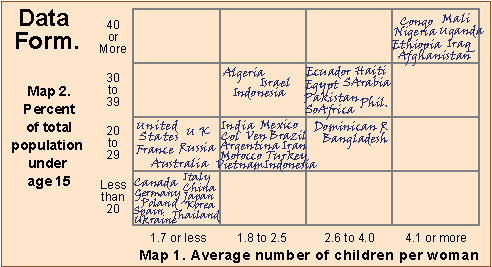 Data
Form.
Map 2.
Percent
of total
population
under
age 15
40
or
More
Congo Mali
Nigeria Uganda
Ethiopia Iraq
Afghanistan
30
to
39
Algeria
Israel
Indonesia
Ecuador Haiti
Egypt SArabia
Pakistan
SoAfrica Phil.
20
to
29
United
States U K
France Russia
Australia
India Mexico
Col Ven Brazil
Argentina Iran
Morocco Turkey
Vietnam Indonesia
Dominican R
Bangladesh
Less
than
20
Canada Italy
Germany China
Poland Japan
Spain Korea
Ukraine Thailand
1.7 or less 1.8 to 2.5 2.6 to 4.0 4.1 or more
Map 1. Average number of children per woman